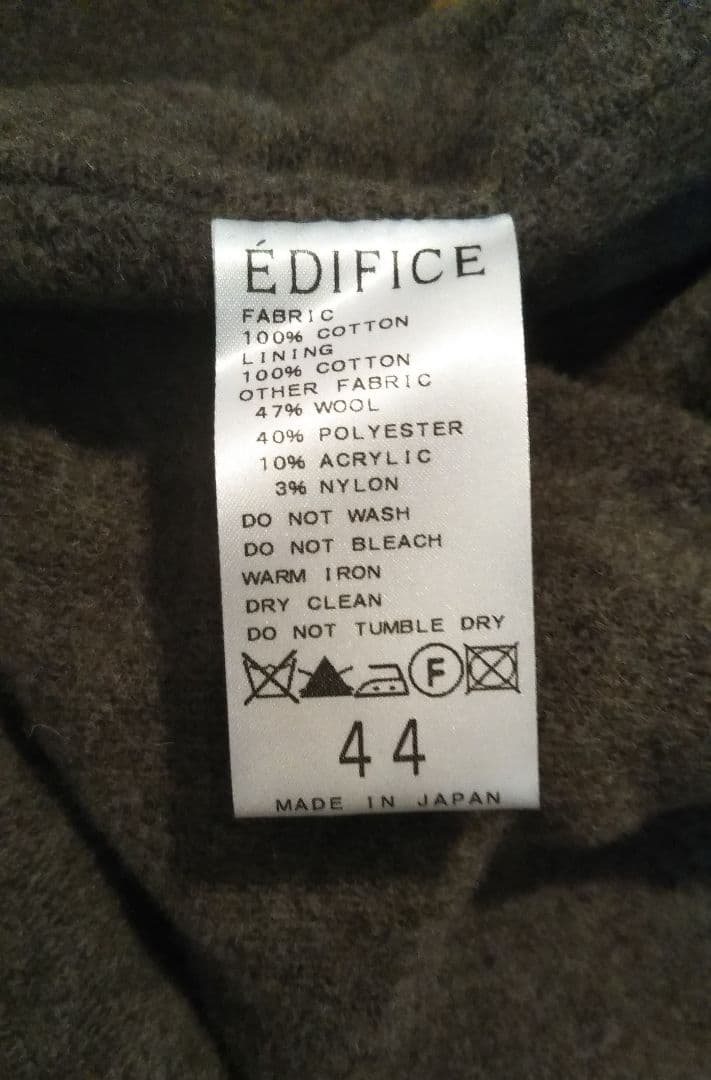 ÉDIFICE
FABRIC
100% COTTON
LINING
100% COTTON
OTHER FABRIC
47% WOOL
40% POLYESTER
10% ACRYLIC
3% NYLON
DO NOT WASH
DO NOT BLEACH
WARM IRON
DRY CLEAN
DO NOT TUMBLE DRY
F
44
MADE IN JAPAN